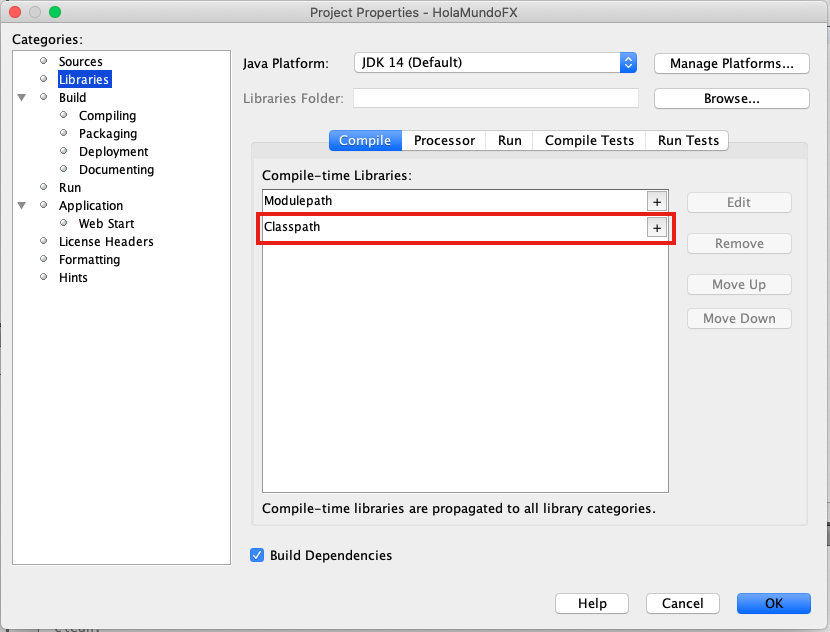 Project Properties - HolaMundoFX
Categories:
Sources
Libraries
Build
Compiling
Packaging
Deployment
Documenting
Run
Application
Web Start
License Headers
Formatting
Hints
Java Platform:
JDK 14 (Default)
Manage Platforms...
Libraries Folder:
Browse...
Compile
Processor
Run
Compile Tests
Run Tests
Compile-time Libraries:
Modulepath
+
Classpath
+
Edit
Remove
Move Up
Move Down
Compile-time libraries are propagated to all library categories.
Build Dependencies
Help
Cancel
OK